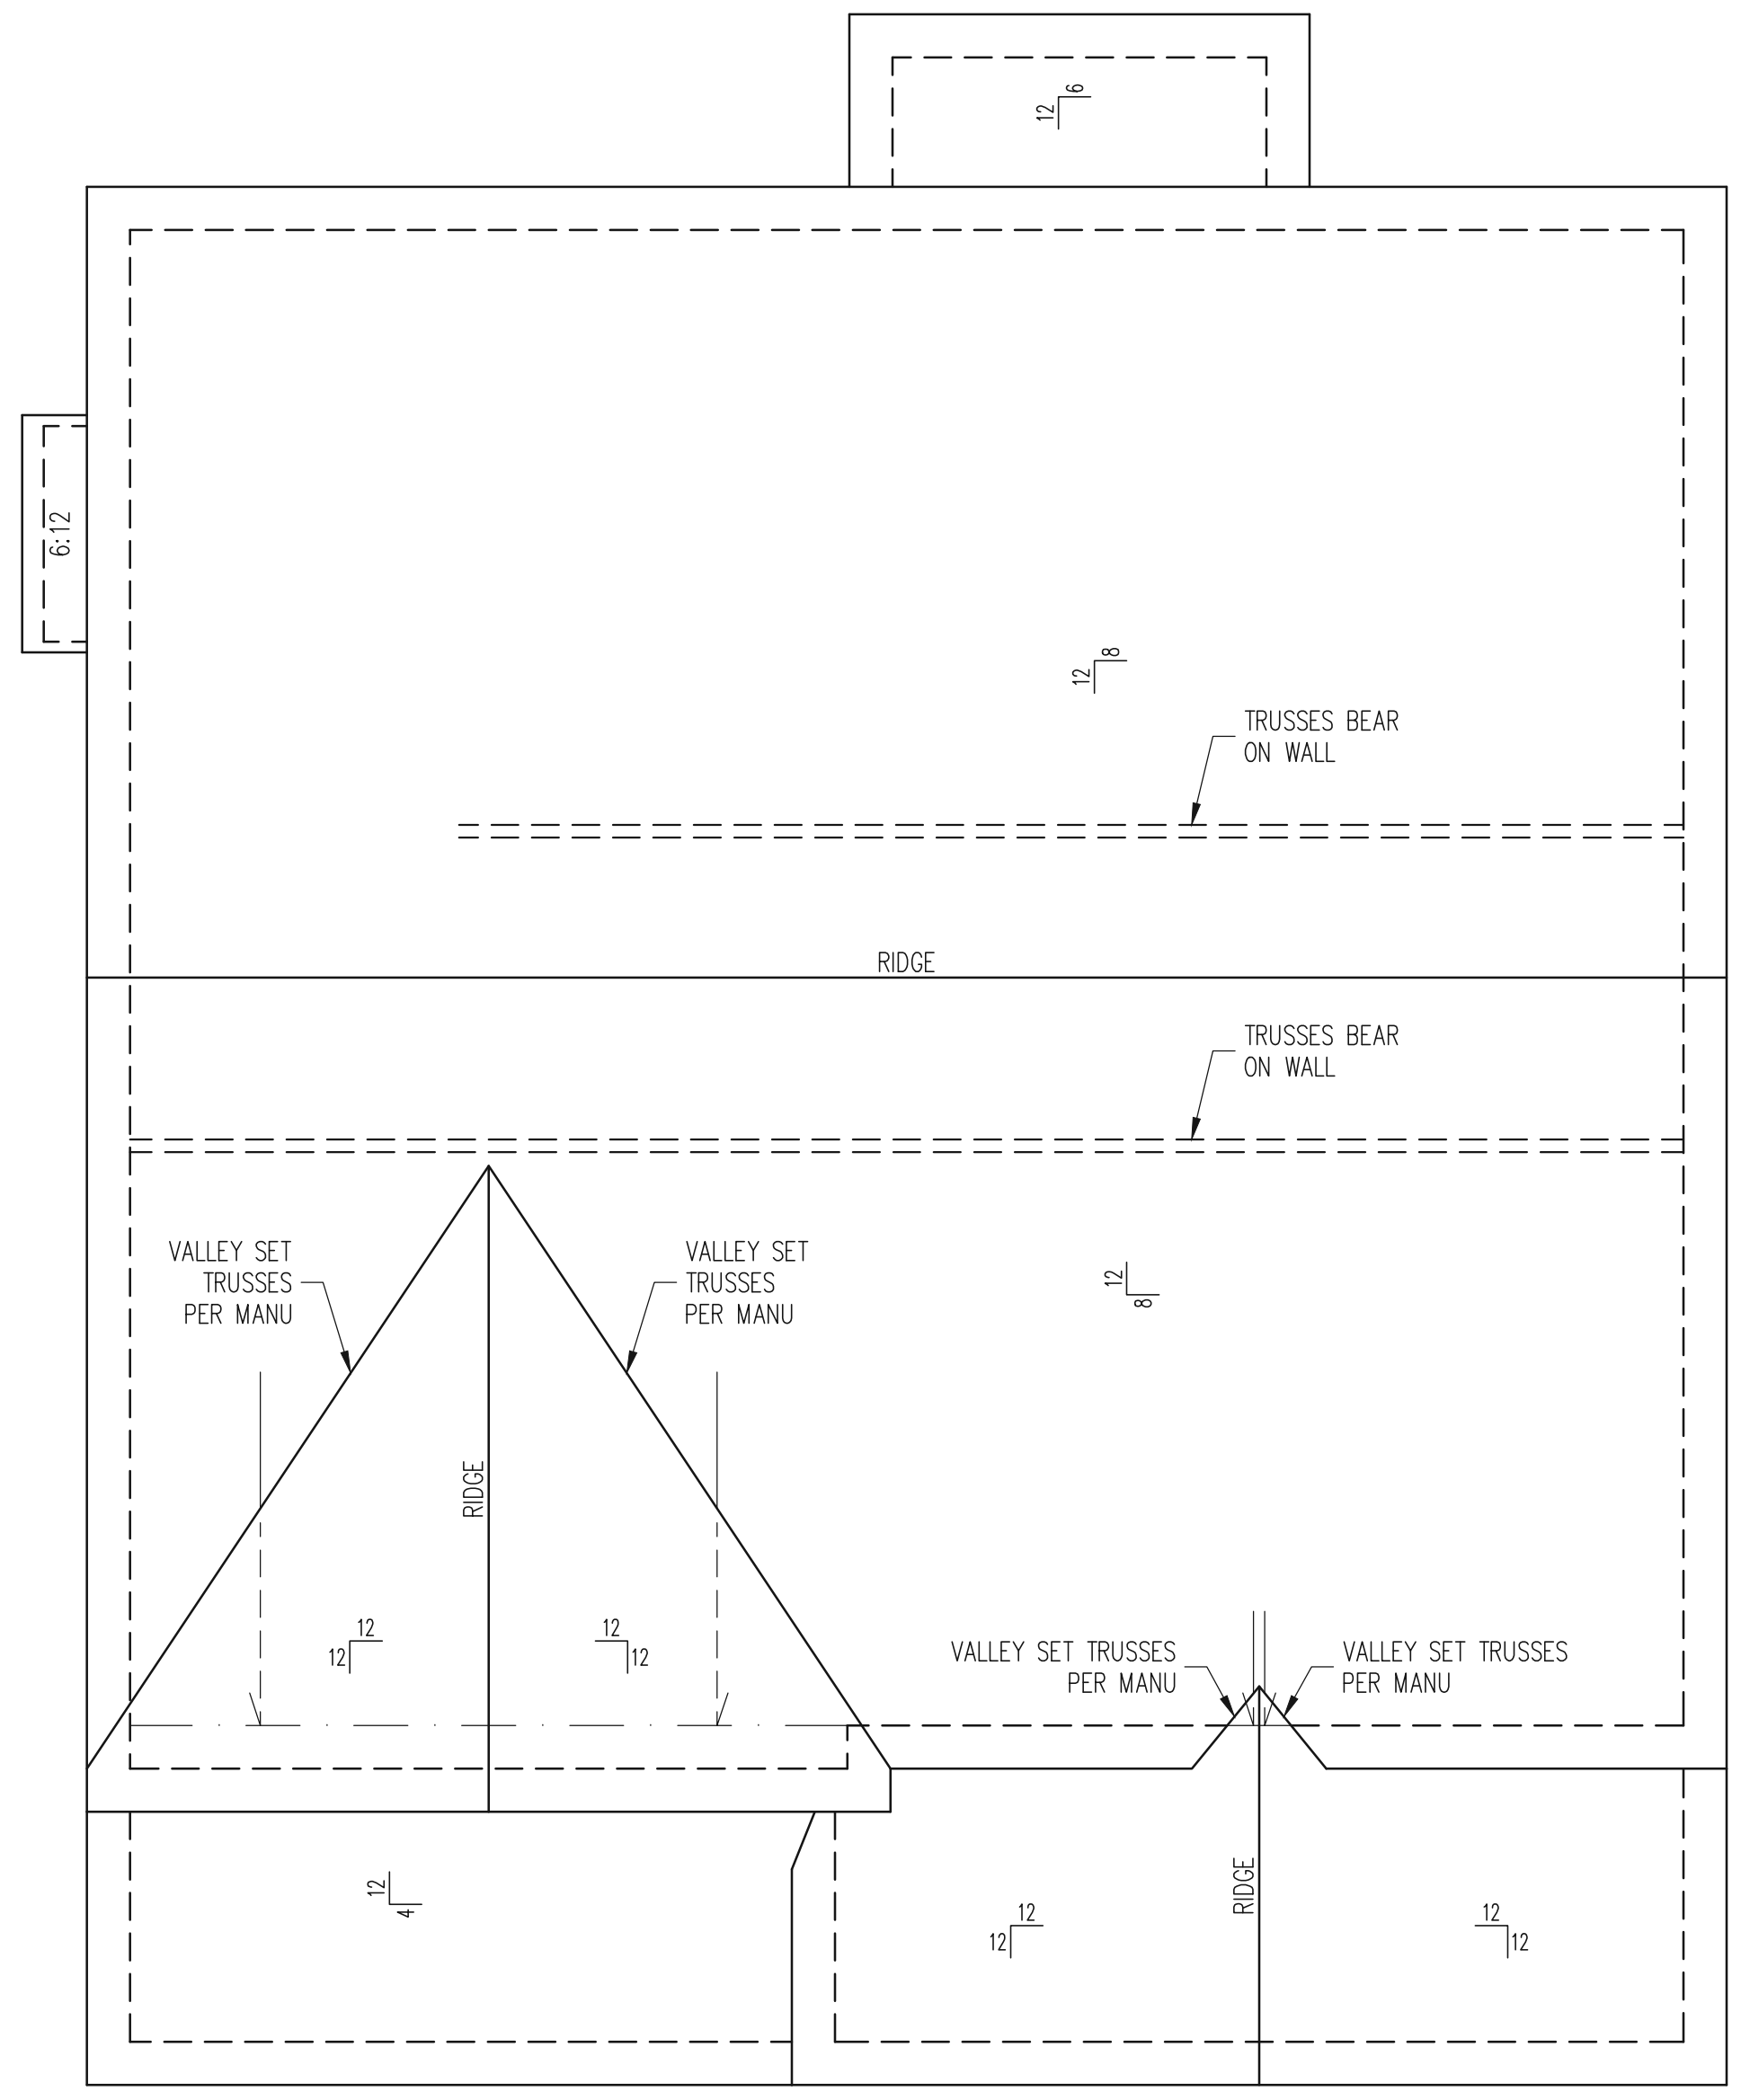 12
6
6:12
12
8
TRUSSES BEAR
ON WALL
RIDGE
TRUSSES BEAR
ON WALL
VALLEY SET
TRUSSES
PER MANU
VALLEY SET
TRUSSES
PER MANU
12
8
RIDGE
12
12
12
12
VALLEY SET TRUSSES
PER MANU
VALLEY SET TRUSSES
PER MANU
12
4
RIDGE
12
12
12
12